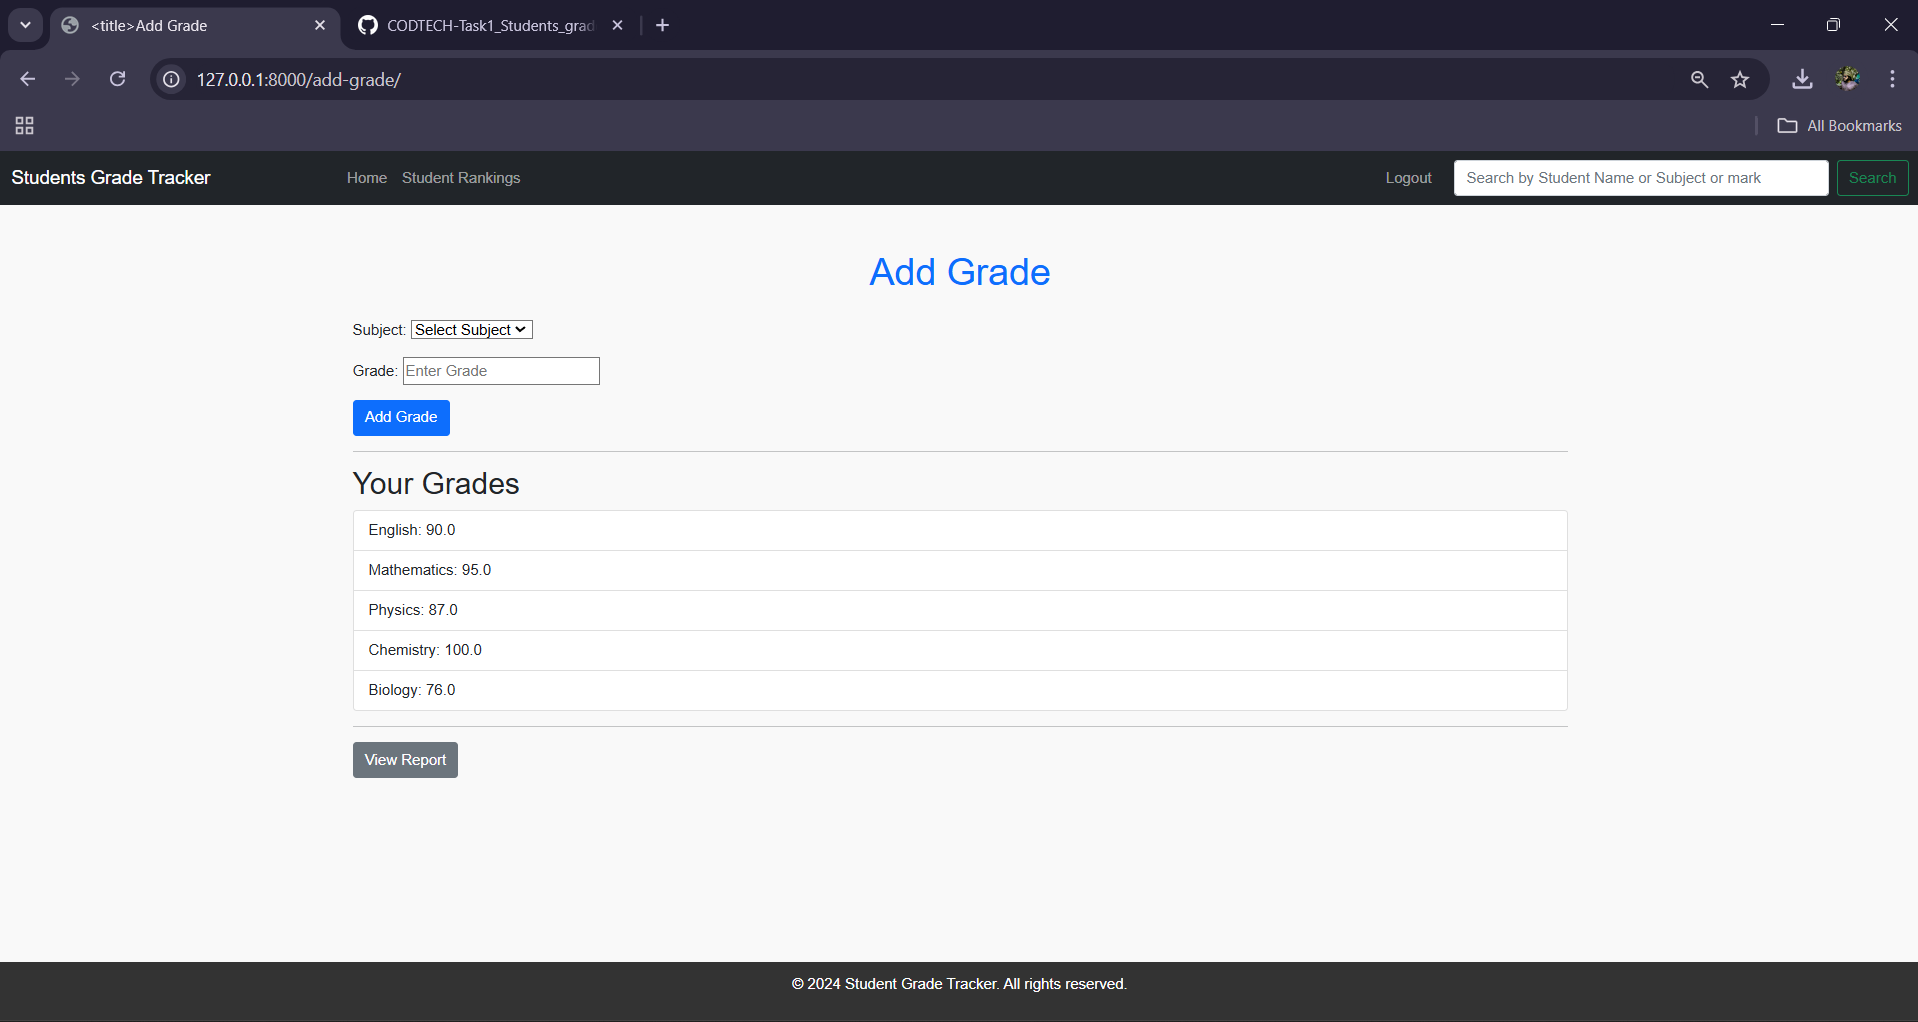 <title>Add Grade
CODTECH-Task1_Students_grad
127.0.0.1:8000/add-grade/
All Bookmarks
Students Grade Tracker Home Student Rankings Logout Search by Student Name or Subject or mark Search
Add Grade
Subject: Select Subject
Grade: Enter Grade
Add Grade
Your Grades
English: 90.0
Mathematics: 95.0
Physics: 87.0
Chemistry: 100.0
Biology: 76.0
View Report
© 2024 Student Grade Tracker. All rights reserved.